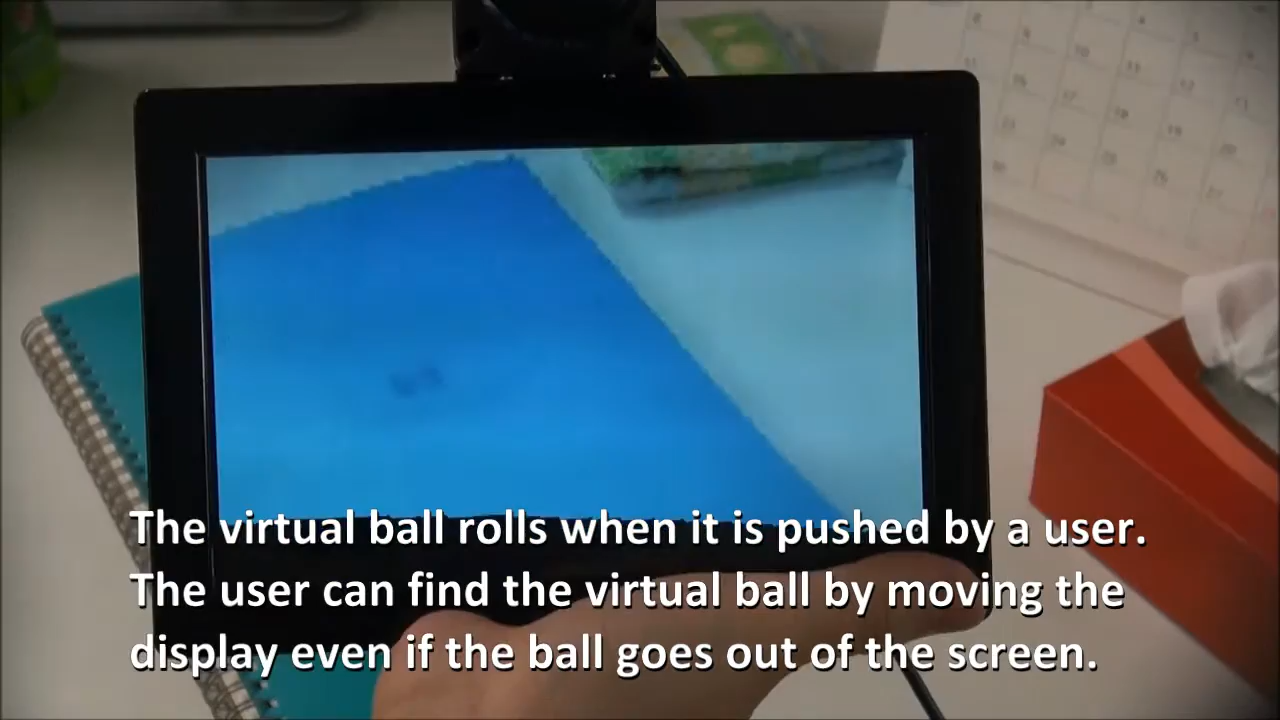 The virtual ball rolls when it is pushed by a user.
The user can find the virtual ball by moving the
display even if the ball goes out of the screen.